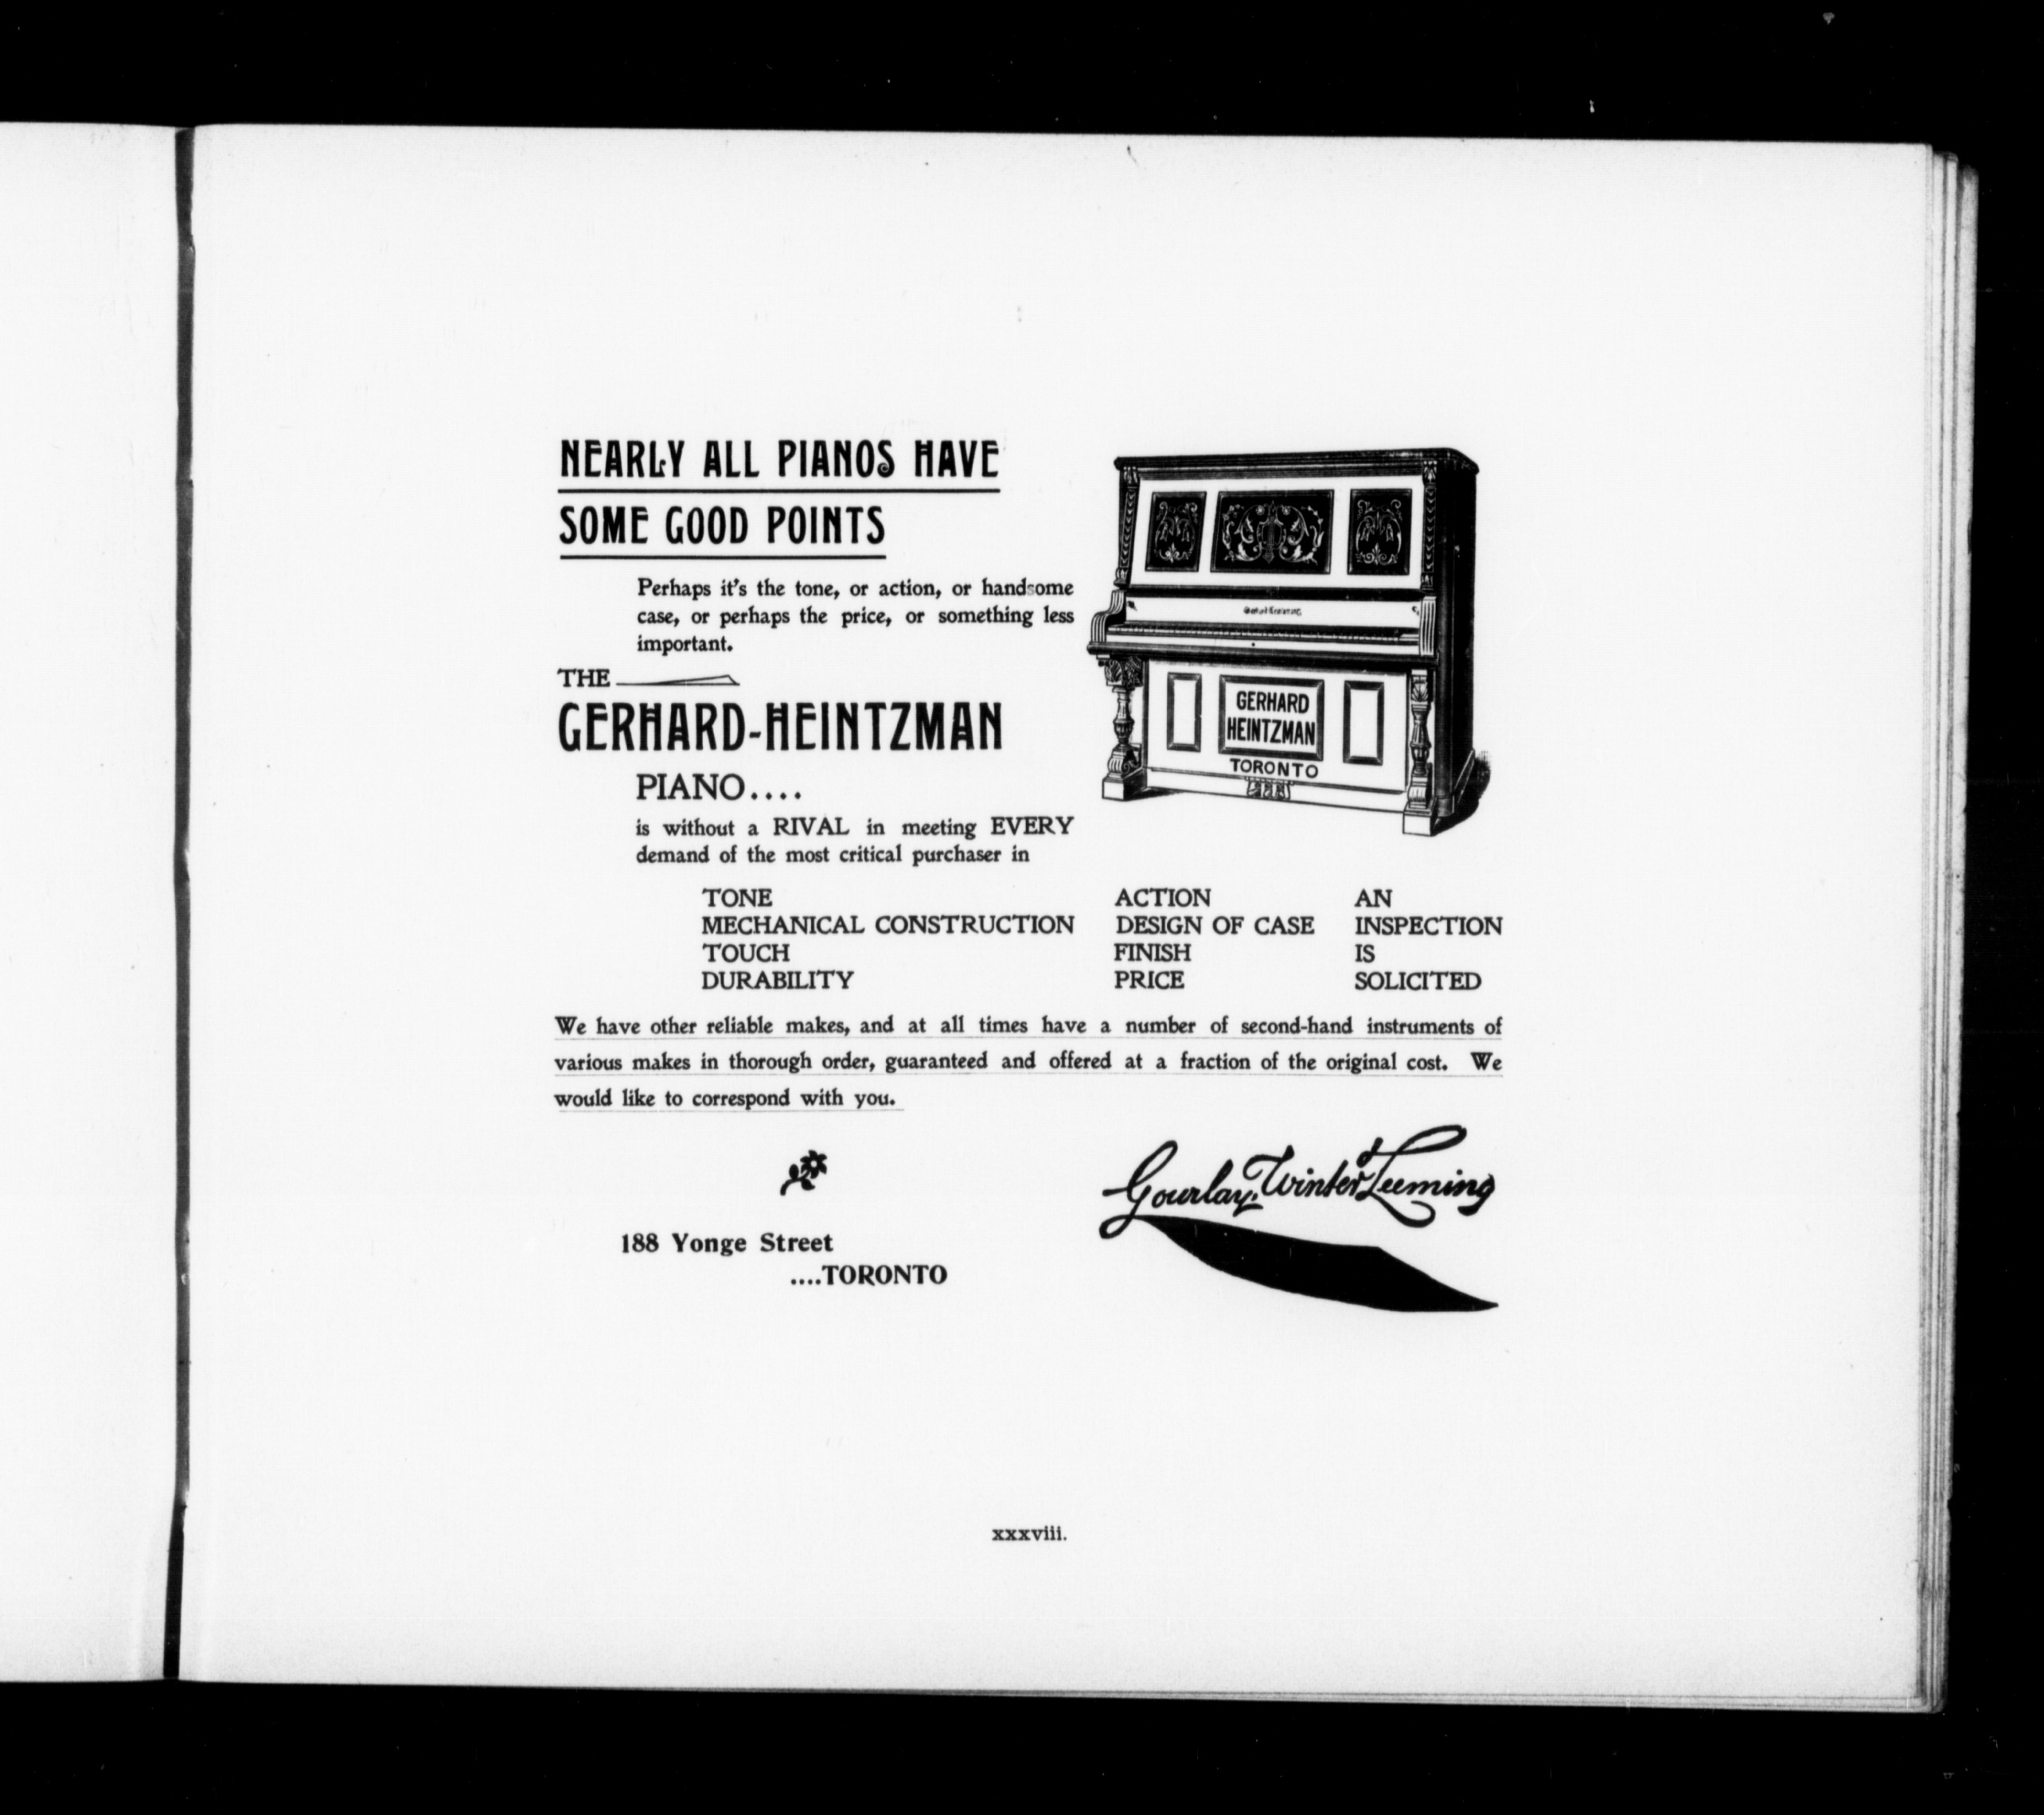 NEARLY ALL PIANOS HAVE
SOME GOOD POINTS
Perhaps it's the tone, or action, or handsome
case, or perhaps the price, or something less
important.
THE
GERHARD-HEINTZMAN
PIANO....
is without a RIVAL in meeting EVERY
demand of the most critical purchaser in
GERHARD
HEINTZMAN
TORONTO
TONE
MECHANICAL CONSTRUCTION
TOUCH
DURABILITY
ACTION
DESIGN OF CASE
FINISH
PRICE
AN
INSPECTION
IS
SOLICITED
We have other reliable makes, and at all times have a number of second-hand instruments of
various makes in thorough order, guaranteed and offered at a fraction of the original cost. We
would like to correspond with you.
188 Yonge Street
....TORONTO
Gourlay, Winter & Leeming
xxxviii.